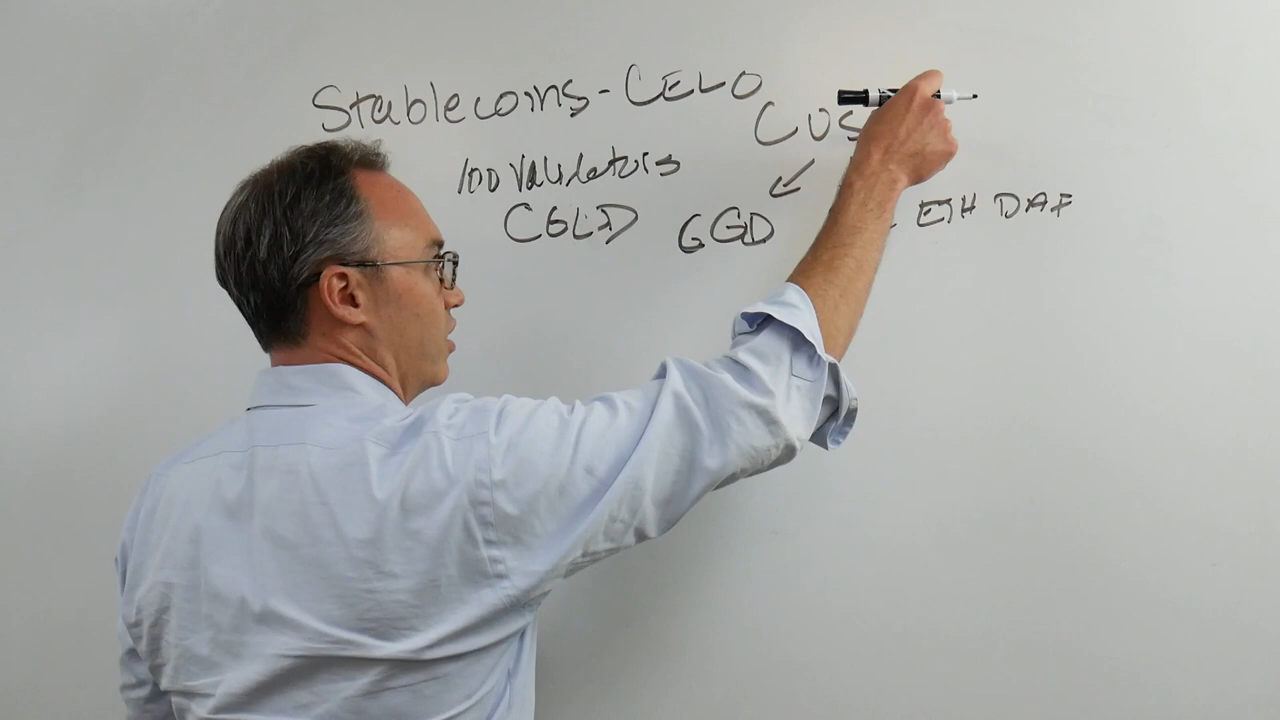 Stablecoins - CELO
CUS
100 Validators
CGLD GGD ETH DAI